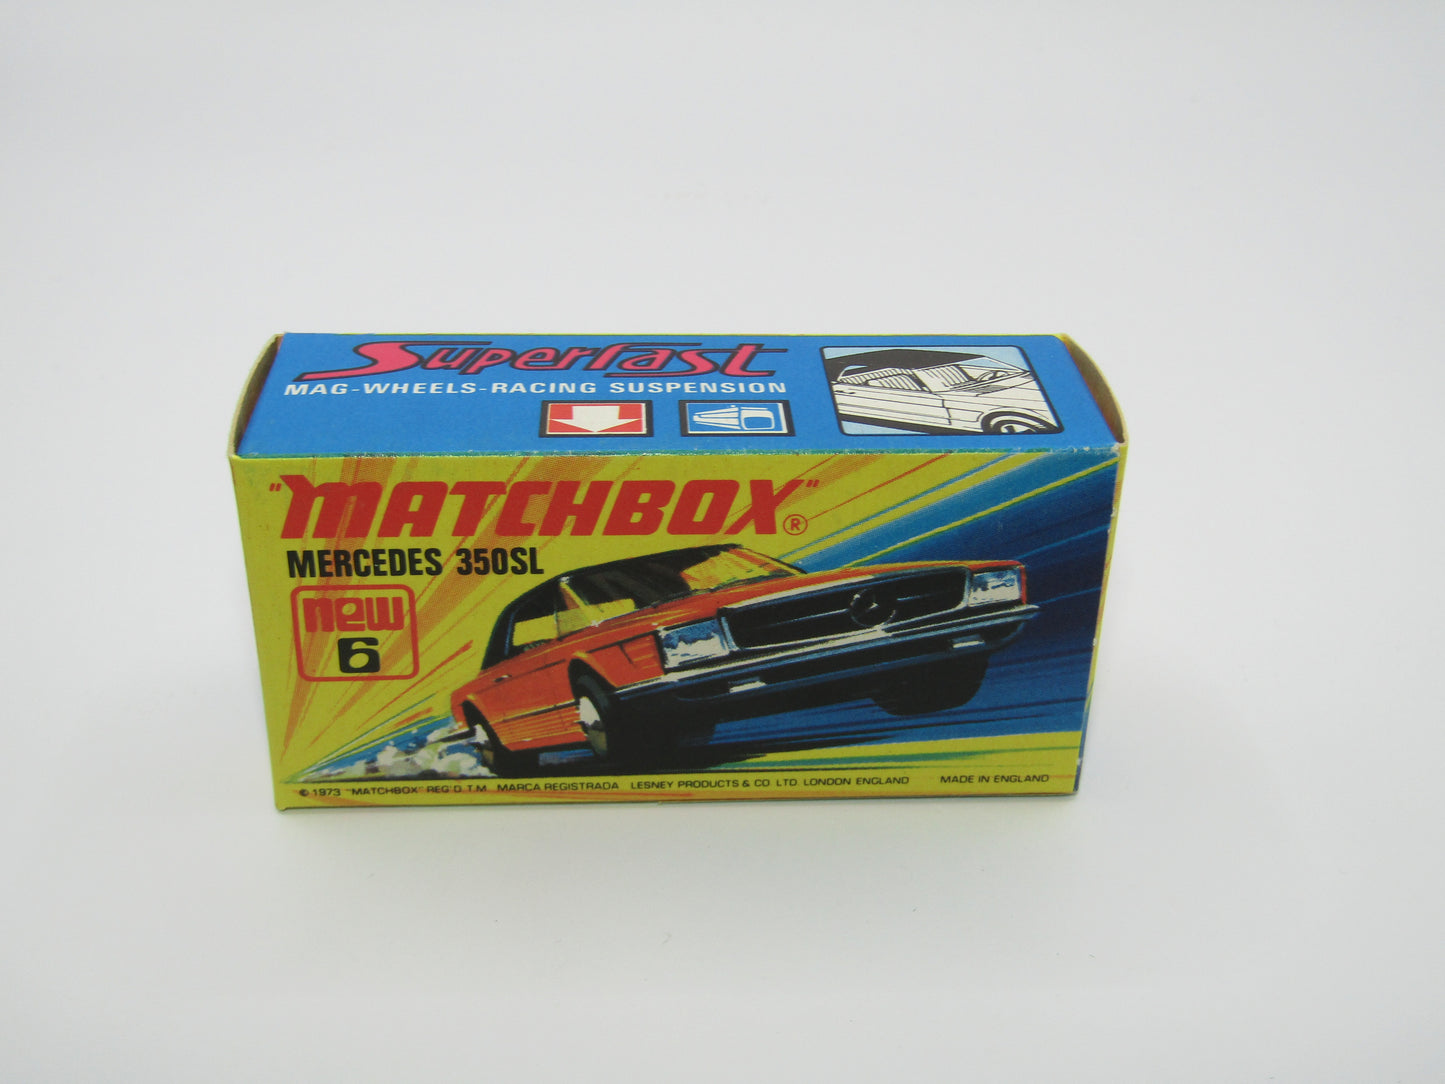 Superfast
MAG-WHEELS-RACING SUSPENSION
"MATCHBOX"®
MERCEDES 350SL
new
6
© 1973 "MATCHBOX" REG'D T.M. MARCA REGISTRADA LESNEY PRODUCTS & CO LTD. LONDON ENGLAND MADE IN ENGLAND